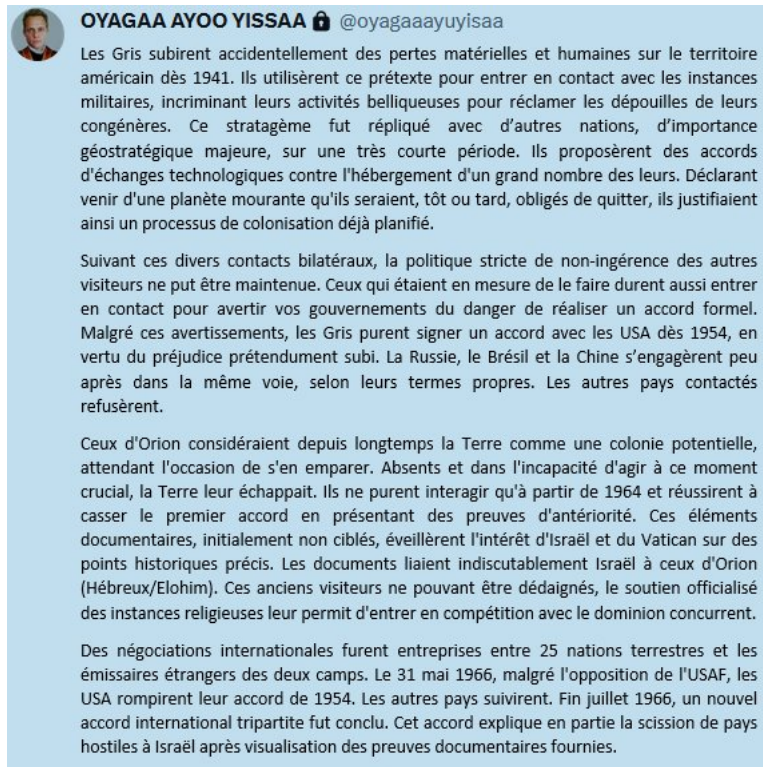 OYAGAA AYOO YISSAA @oyagaaayuyisaa
Les Gris subirent accidentellement des pertes matérielles et humaines sur le territoire
américain dès 1941. Ils utilisèrent ce prétexte pour entrer en contact avec les instances
militaires, incriminant leurs activités belliqueuses pour réclamer les dépouilles de leurs
congénères. Ce stratagème fut répliqué avec d’autres nations, d’importance
géostratégique majeure, sur une très courte période. Ils proposèrent des accords
d'échanges technologiques contre l'hébergement d'un grand nombre des leurs. Déclarant
venir d'une planète mourante qu'ils seraient, tôt ou tard, obligés de quitter, ils justifiaient
ainsi un processus de colonisation déjà planifié.
Suivant ces divers contacts bilatéraux, la politique stricte de non-ingérence des autres
visiteurs ne put être maintenue. Ceux qui étaient en mesure de le faire durent aussi entrer
en contact pour avertir vos gouvernements du danger de réaliser un accord formel.
Malgré ces avertissements, les Gris purent signer un accord avec les USA dès 1954, en
vertu du préjudice prétendument subi. La Russie, le Brésil et la Chine s’engagèrent peu
après dans la même voie, selon leurs termes propres. Les autres pays contactés
refusèrent.
Ceux d'Orion considéraient depuis longtemps la Terre comme une colonie potentielle,
attendant l'occasion de s'en emparer. Absents et dans l'incapacité d'agir à ce moment
crucial, la Terre leur échappait. Ils ne purent interagir qu'à partir de 1964 et réussirent à
casser le premier accord en présentant des preuves d'antériorité. Ces éléments
documentaires, initialement non ciblés, éveillèrent l'intérêt d'Israël et du Vatican sur des
points historiques précis. Les documents liaient indiscutablement Israël à ceux d'Orion
(Hébreux/Elohim). Ces anciens visiteurs ne pouvant être dédaignés, le soutien officialisé
des instances religieuses leur permit d'entrer en compétition avec le dominion concurrent.
Des négociations internationales furent entreprises entre 25 nations terrestres et les
émissaires étrangers des deux camps. Le 31 mai 1966, malgré l'opposition de l'USAF, les
USA rompirent leur accord de 1954. Les autres pays suivirent. Fin juillet 1966, un nouvel
accord international tripartite fut conclu. Cet accord explique en partie la scission de pays
hostiles à Israël après visualisation des preuves documentaires fournies.